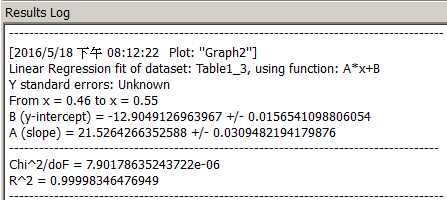 Results Log
[2016/5/18 下午 08:12:22   Plot: "Graph2"]
Linear Regression fit of dataset: Table1_3, using function: A*x+B
Y standard errors: Unknown
From x = 0.46 to x = 0.55
B (y-intercept) = -12.9049126963967 +/- 0.0156541098806054
A (slope) = 21.5264266352588 +/- 0.0309482194179876
--------------------------------------------------------------------------------------
Chi^2/doF = 7.90178635243722e-06
R^2 = 0.99998346476949
---------------------------------------------------------------------------------------